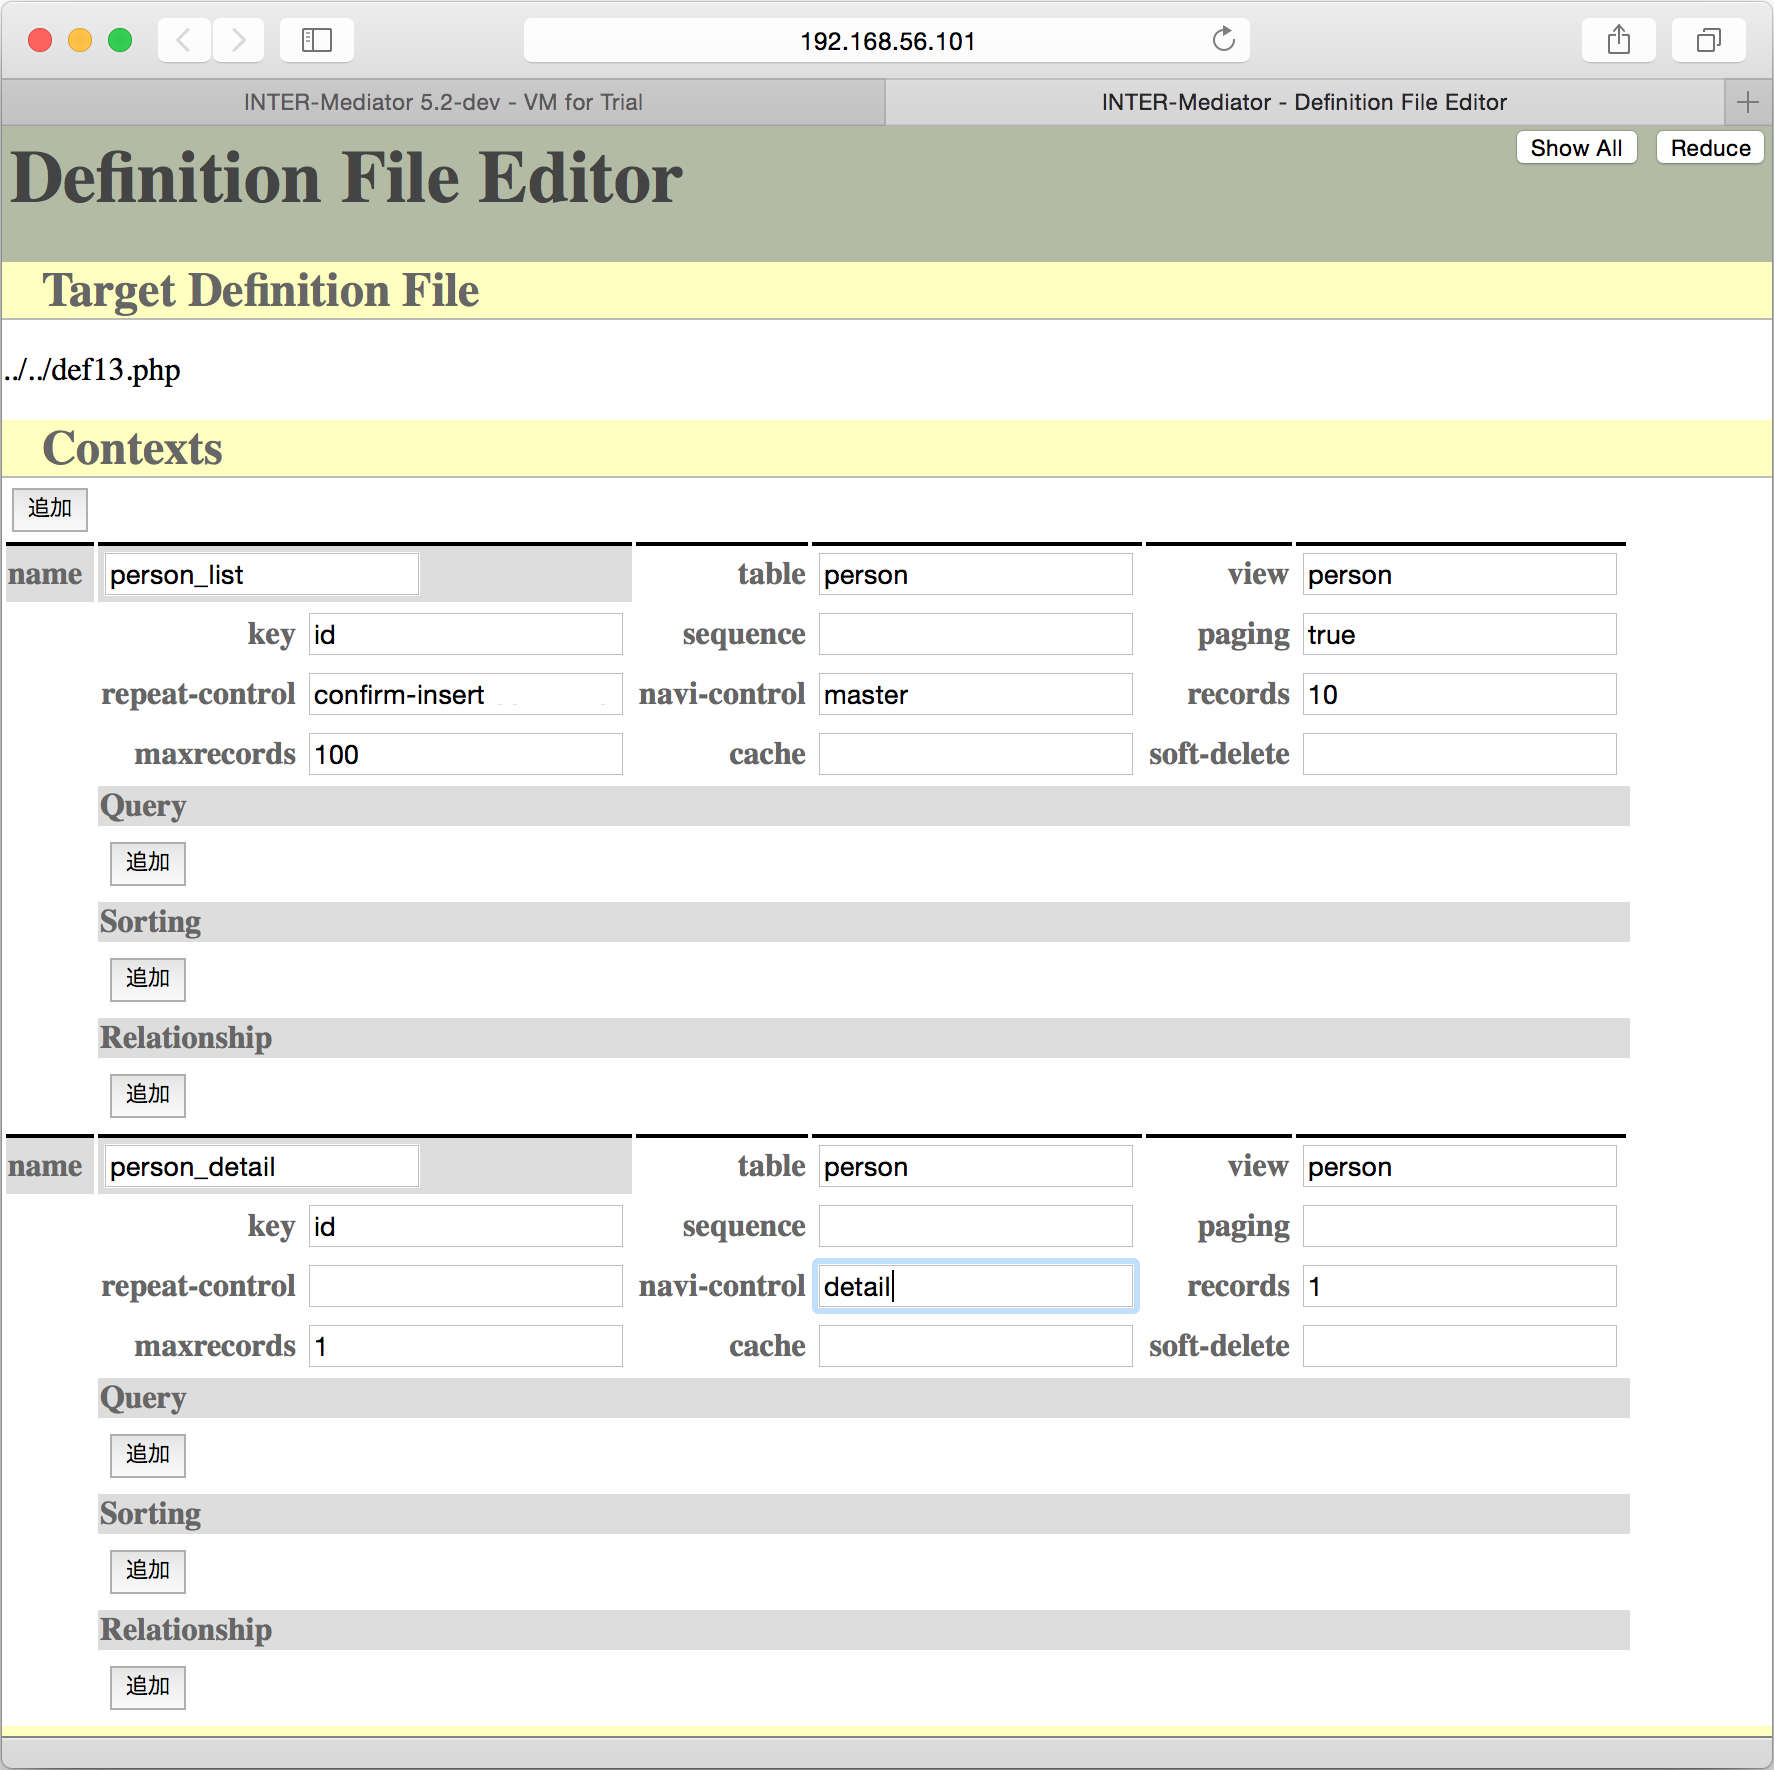 192.168.56.101
INTER-Mediator 5.2-dev - VM for Trial
INTER-Mediator - Definition File Editor
Show All Reduce
Definition File Editor
Target Definition File
../../def13.php
Contexts
追加
name person_list table person view person
key id sequence paging true
repeat-control confirm-insert navi-control master records 10
maxrecords 100 cache soft-delete
Query
追加
Sorting
追加
Relationship
追加
name person_detail table person view person
key id sequence paging
repeat-control navi-control detail records 1
maxrecords 1 cache soft-delete
Query
追加
Sorting
追加
Relationship
追加